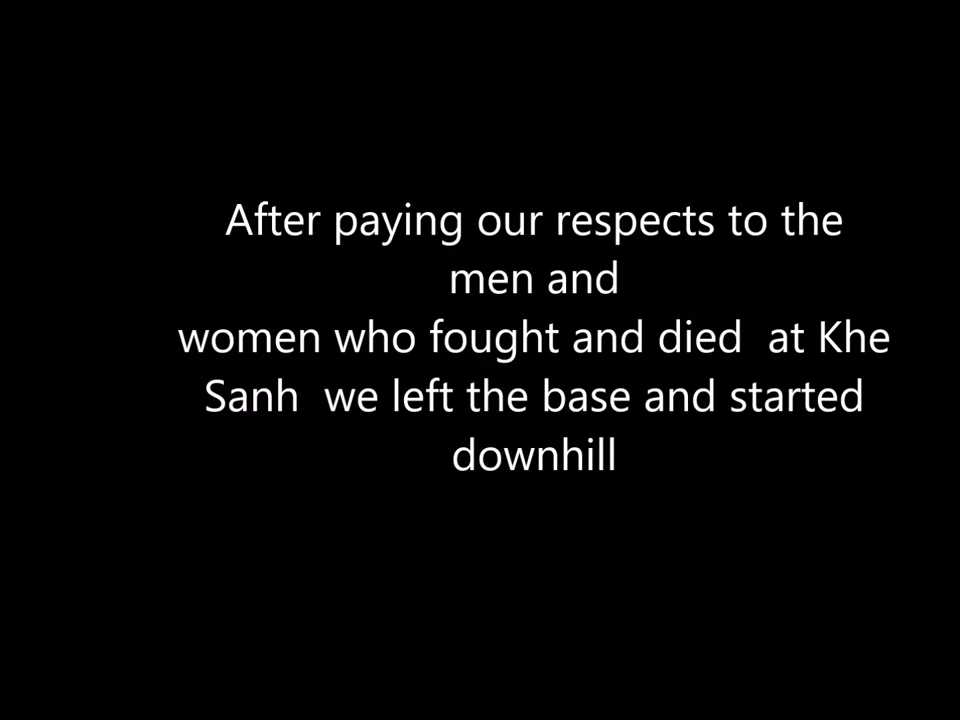 After paying our respects to the
men and
women who fought and died  at Khe
Sanh  we left the base and started
downhill